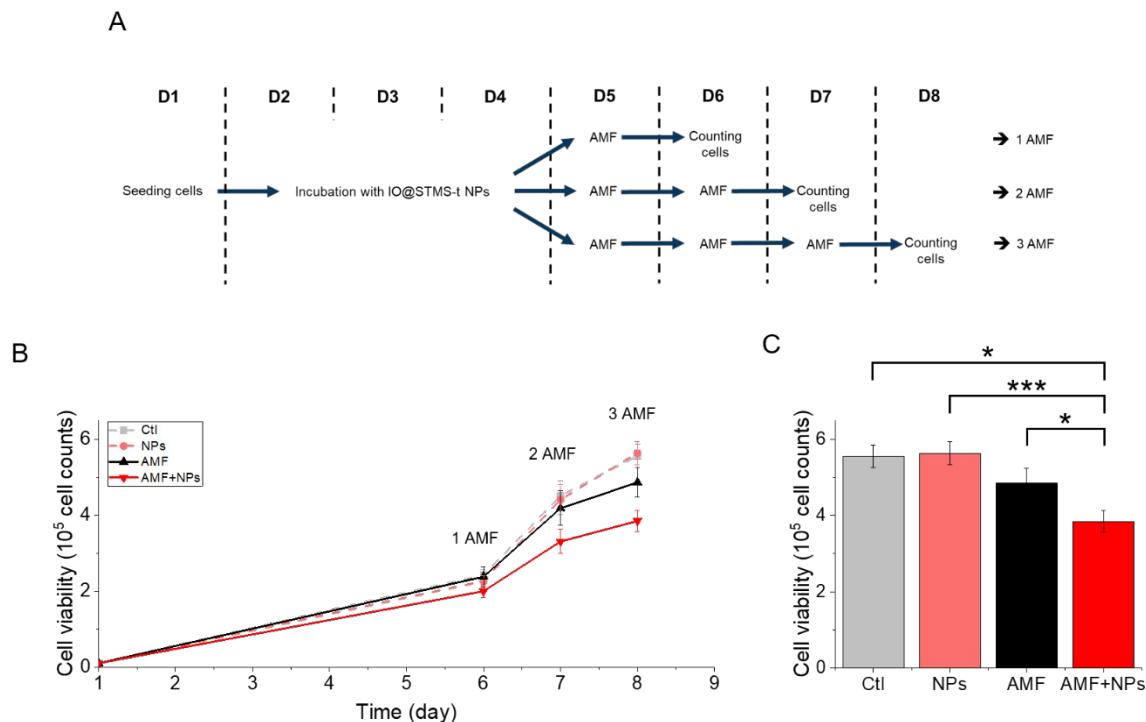 A
D1 D2 D3 D4 D5 D6 D7 D8
AMF Counting cells ➔ 1 AMF
Seeding cells Incubation with IO@STMS-t NPs AMF AMF Counting cells ➔ 2 AMF
AMF AMF AMF Counting cells ➔ 3 AMF
B
Cell viability (10⁵ cell counts)
6
4
2
0
Ctl
NPs
AMF
AMF+NPs
1 AMF
2 AMF
3 AMF
1 2 3 4 5 6 7 8 9
Time (day)
C
Cell viability (10⁵ cell counts)
6
4
2
0
*
***
*
Ctl NPs AMF AMF+NPs